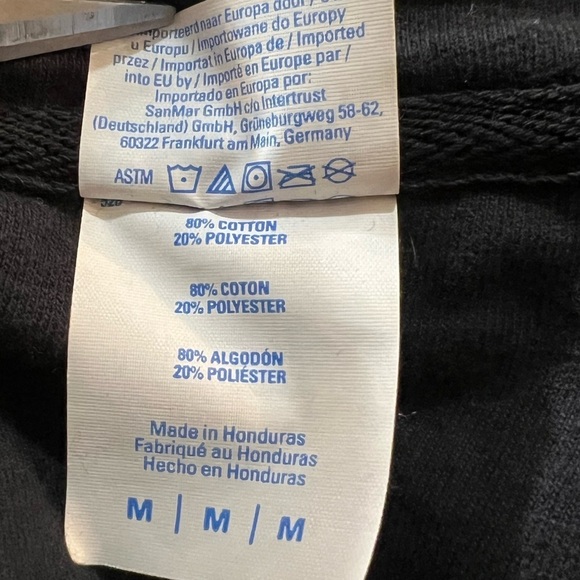 Europa door
u Europu / Importowane do Europy
przez / Importat in Europa de / Imported
into EU by / Importé en Europe par /
Importado en Europa por:
SanMar GmbH c/o Intertrust
(Deutschland) GmbH, Grüneburgweg 58-62,
60322 Frankfurt am Main, Germany
ASTM
80% COTTON
20% POLYESTER
80% COTON
20% POLYESTER
80% ALGODÓN
20% POLIÉSTER
Made in Honduras
Fabriqué au Honduras
Hecho en Honduras
M | M | M